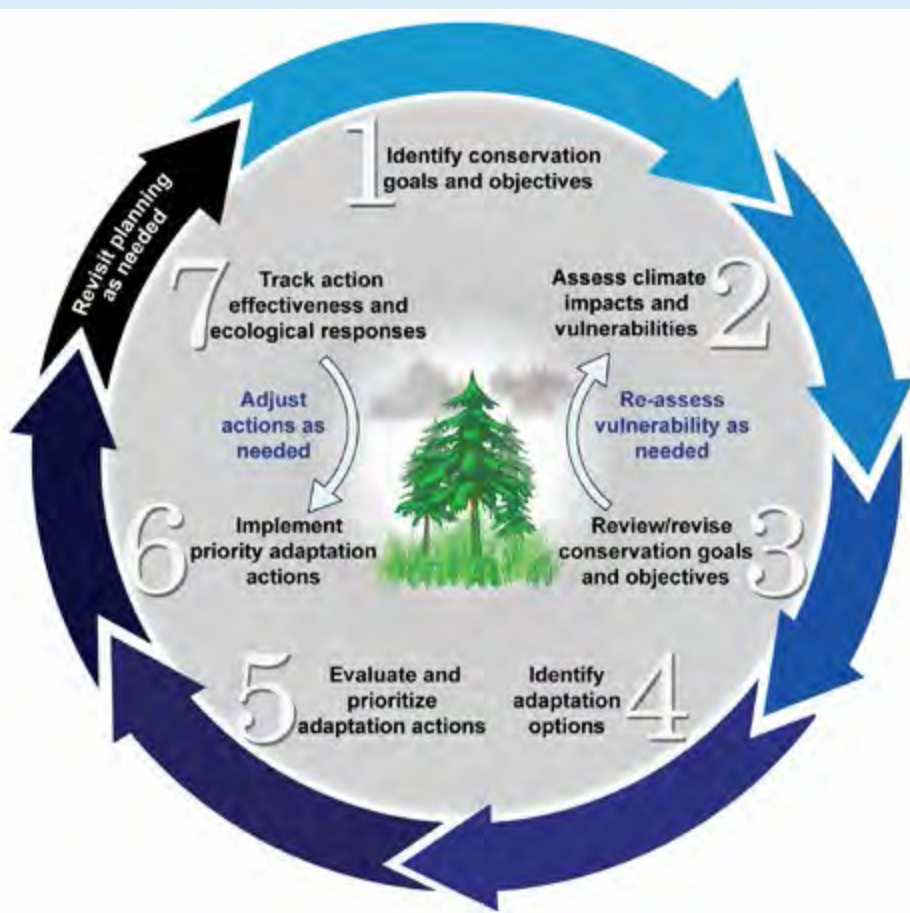 1
Identify conservation
goals and objectives
2
Assess climate
impacts and
vulnerabilities
Re-assess
vulnerability as
needed
3
Review/revise
conservation goals
and objectives
4
Identify
adaptation
options
5
Evaluate and
prioritize
adaptation actions
6
Implement
priority adaptation
actions
7
Track action
effectiveness and
ecological responses
Adjust
actions as
needed
Revisit planning
as needed